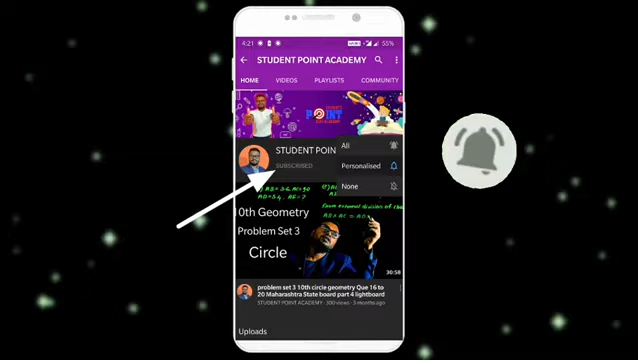 4:21
55%
STUDENT POINT ACADEMY
HOME VIDEOS PLAYLISTS COMMUNITY
POINT
STUDENT POIN
SUBSCRIBED
All
Personalised
None
10th Geometry
Problem Set 3
Circle
30:58
problem set 3 10th circle geometry Que 16 to
20 Maharashtra State board part 4 lightboard
STUDENT POINT ACADEMY · 300 views · 5 months ago
Uploads